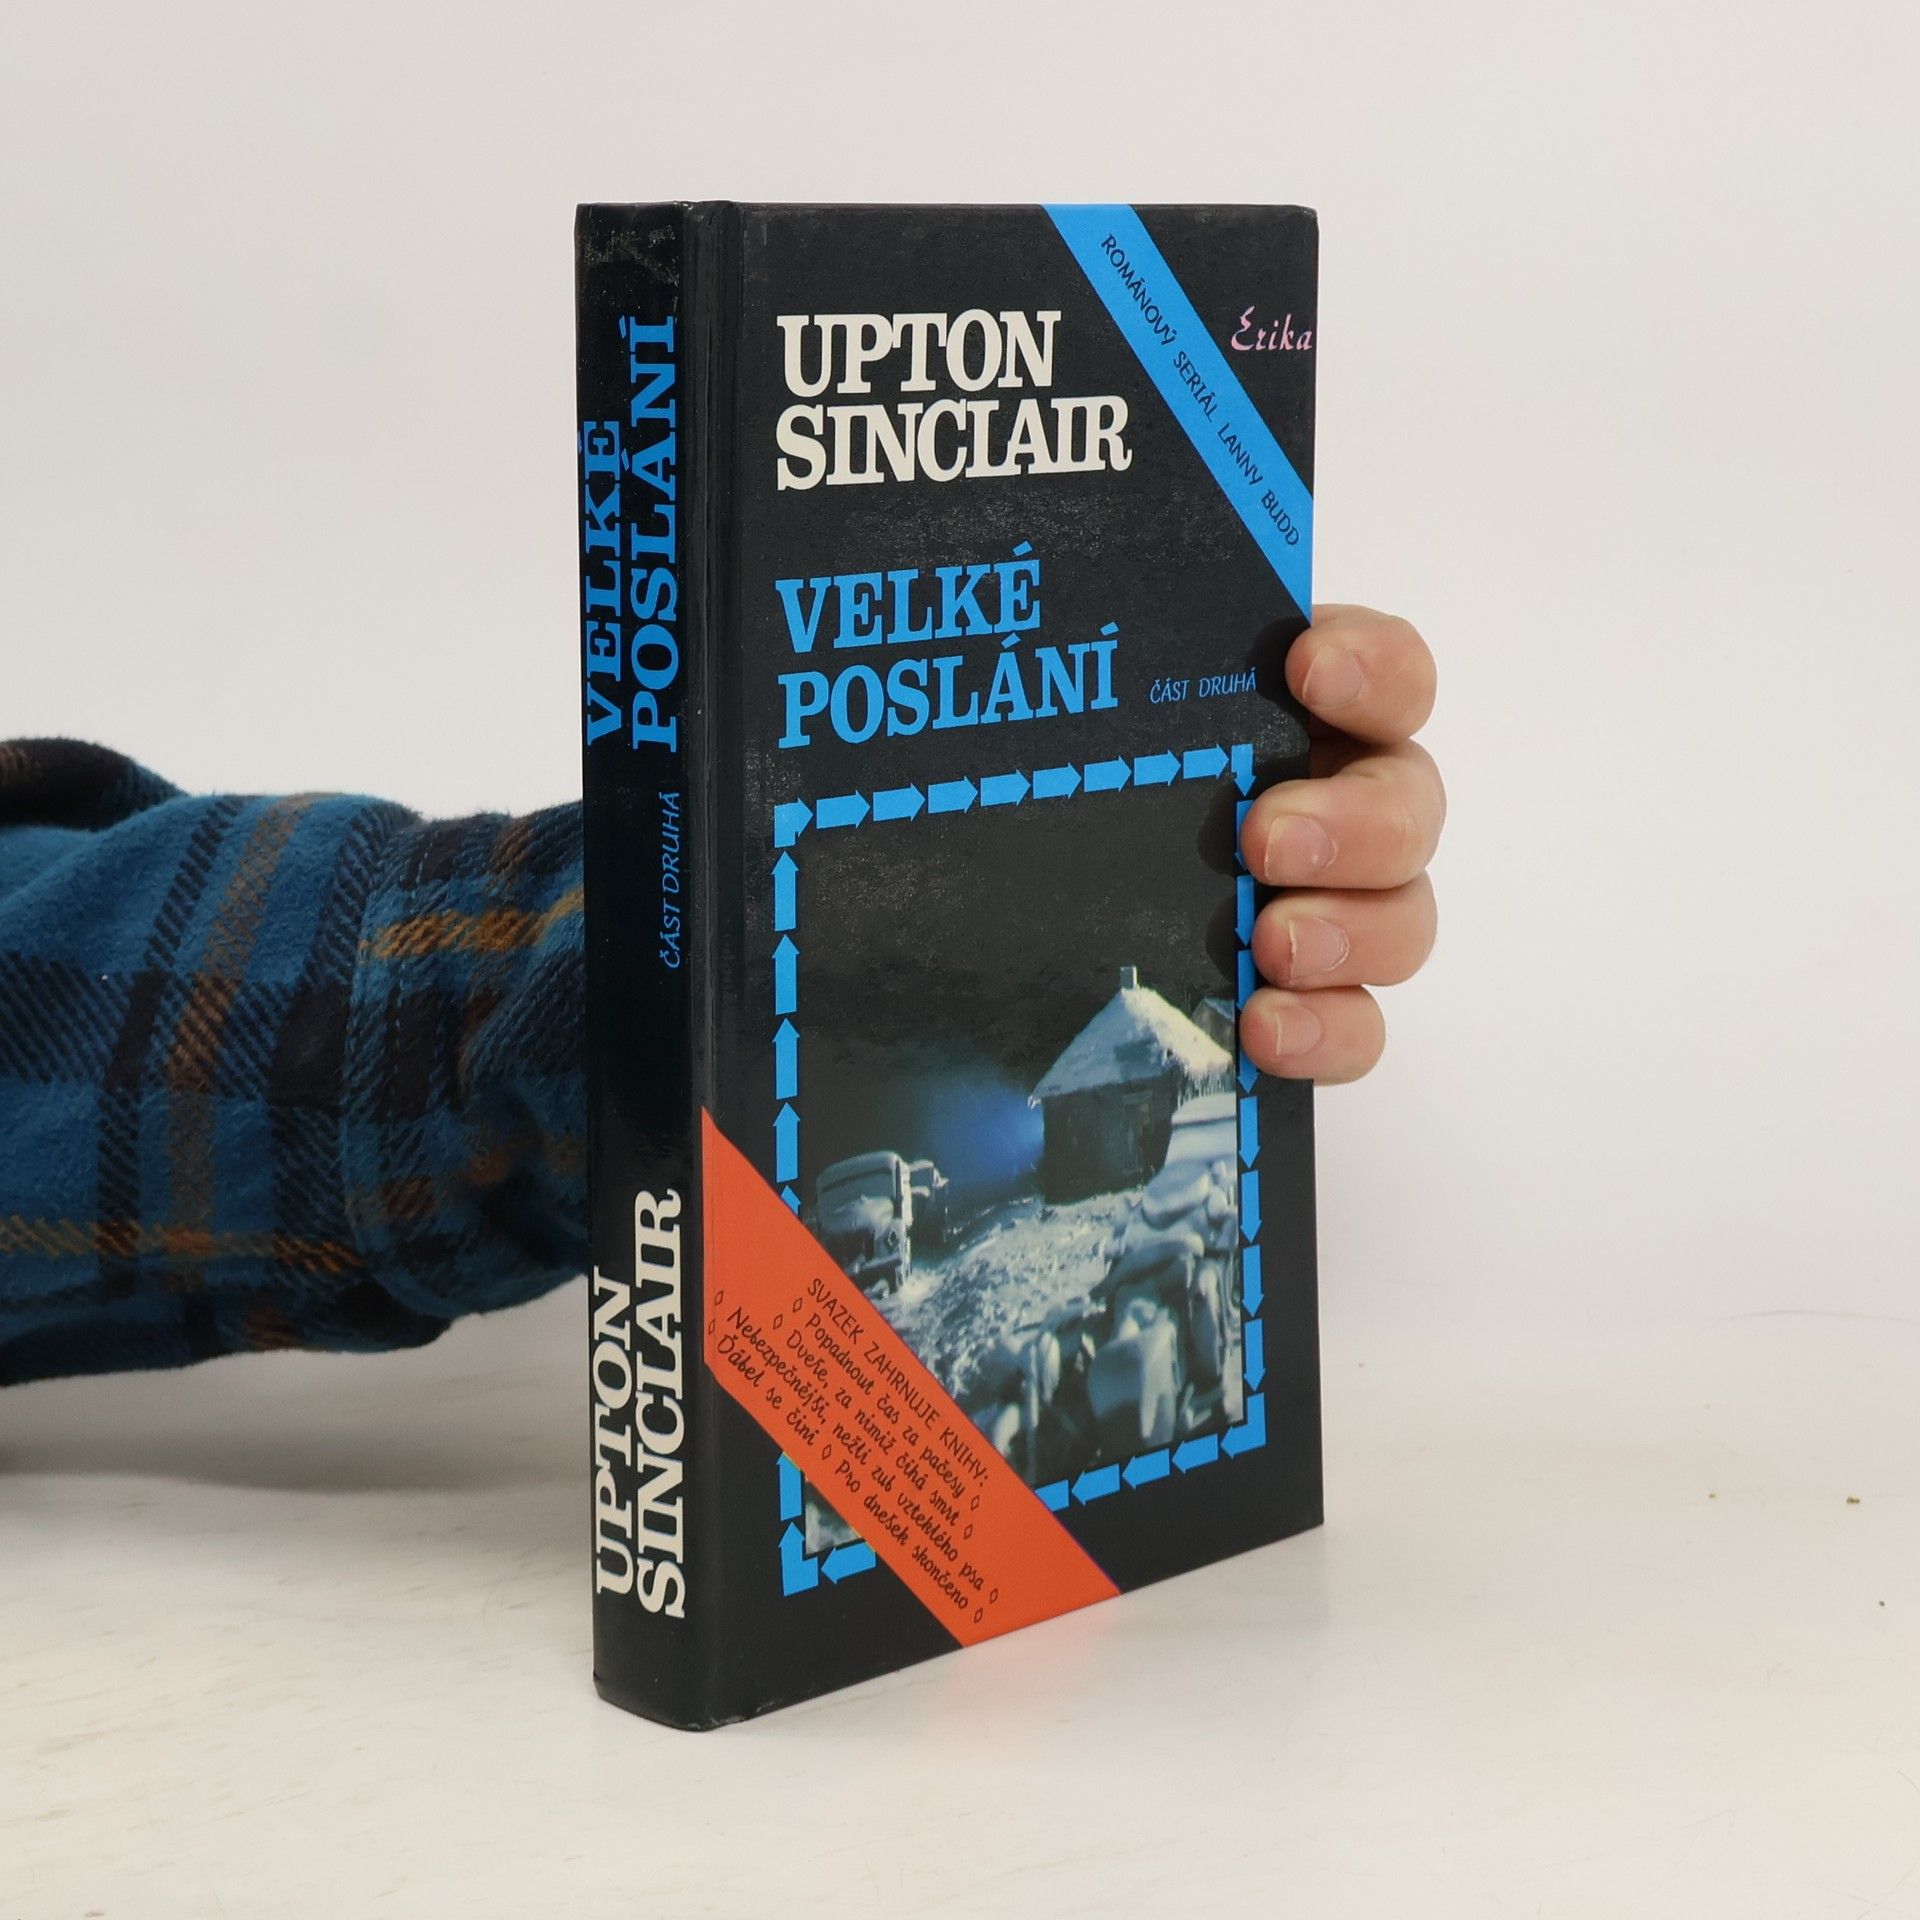 VELKÉ
POSLÁNÍ
ČÁST DRUHÁ
UPTON
SINCLAIR
ROMÁNOVÝ SERIÁL LANNY BUDD
Erika
UPTON
SINCLAIR
VELKÉ
POSLÁNÍ
ČÁST DRUHÁ
SVAZEK ZAHRNUJE KNIHY:
◊ Popadnout čas za pačesy ◊
◊ Dveře, za nimiž číhá smrt ◊
◊ Nebezpečnější, nežli zub vzteklého psa ◊
◊ Ďábel se činí ◊ Pro dnešek skončeno ◊